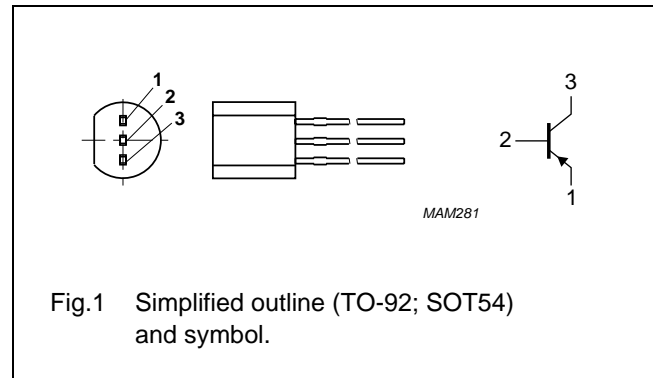 1
2
3
3
2
1
MAM281
Fig.1 Simplified outline (TO-92; SOT54)
and symbol.